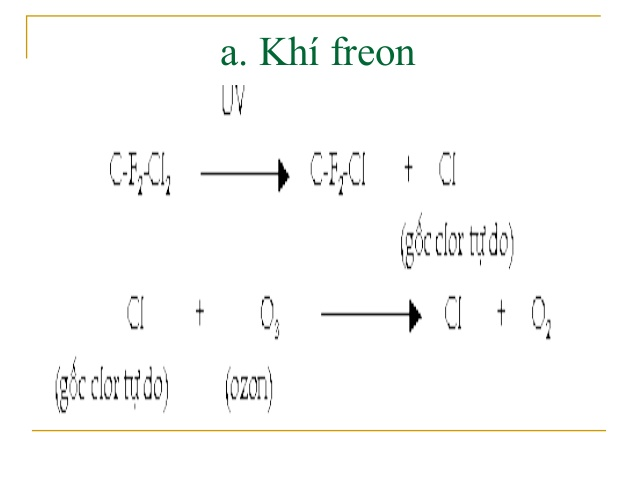 a. Khí freon
UV
C-F₂-Cl₂ → C-F₂-Cl + Cl
(gốc clor tự do)
Cl + O₃ → Cl + O₂
(gốc clor tự do) (ozon)